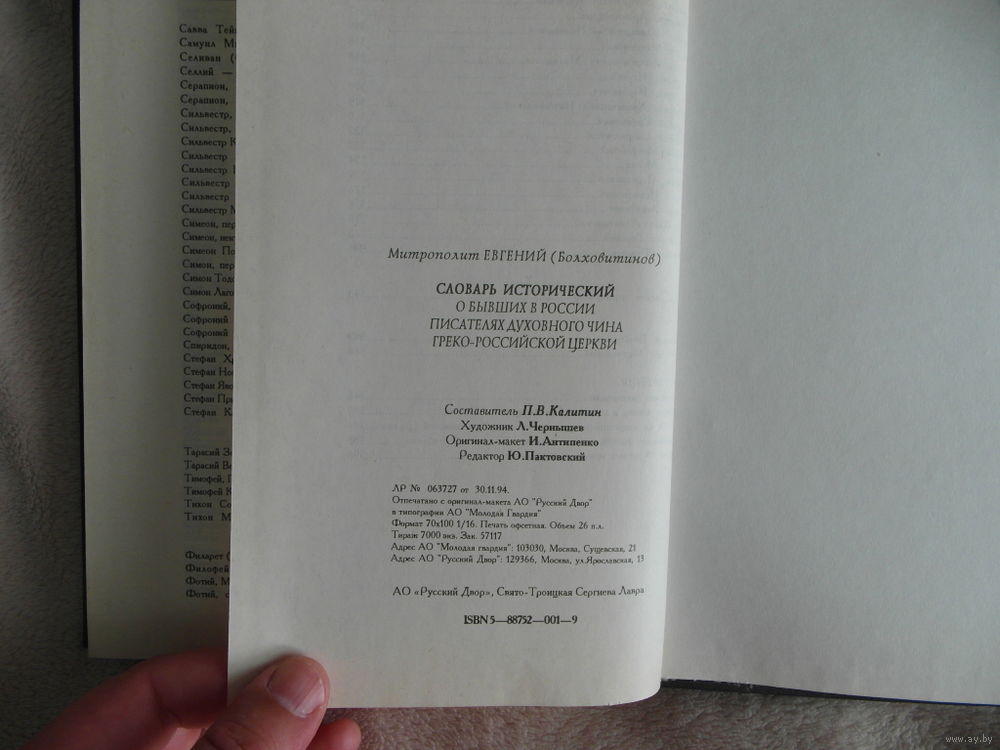 Савва
Самуил
Селиван
Селлий —
Серапион,
Серапион,
Сильвестр,
Сильвестр,
Сильвестр
Сильвестр
Сильвестр
Сильвестр
Сильвестр
Сильвестр
Симеон,
Симеон,
Симеон
Симон,
Симон
Симон
Софроний,
Софроний
Софроний
Спиридон,
Стефан
Стефан
Стефан
Стефан
Стефан
Тарасий
Тарасий
Тимофей,
Тимофей
Тихон
Тихон
Филарет
Филофей
Фотий,
Фотий,
Митрополит ЕВГЕНИЙ (Болховитинов)
СЛОВАРЬ ИСТОРИЧЕСКИЙ
О БЫВШИХ В РОССИИ
ПИСАТЕЛЯХ ДУХОВНОГО ЧИНА
ГРЕКО-РОССИЙСКОЙ ЦЕРКВИ
Составитель П.В.Калитин
Художник Л.Чернышев
Оригинал-макет И.Антипенко
Редактор Ю.Пактовский
ЛР № 063727 от 30.11.94.
Отпечатано с оригинал-макета АО "Русский Двор"
в типографии АО "Молодая Гвардия"
Формат 70х100 1/16. Печать офсетная. Объем 26 п.л.
Тираж 7000 экз. Зак. 57117
Адрес АО "Молодая гвардия": 103030, Москва, Сущевская, 21
Адрес АО "Русский Двор": 129366, Москва, ул.Ярославская, 13
АО «Русский Двор», Свято-Троицкая Сергиева Лавра
ISBN 5—88752—001—9
www.ay.by